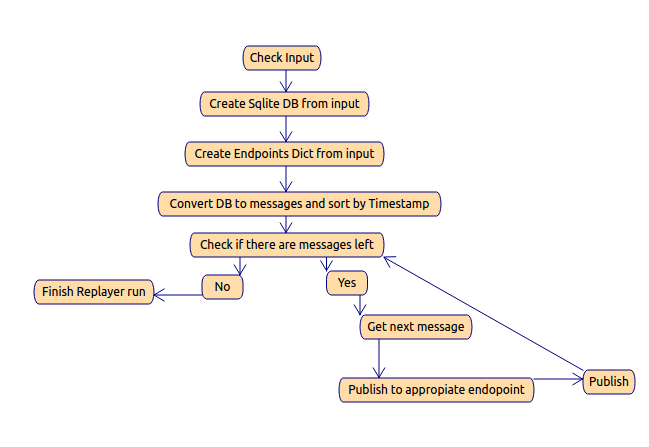 Check Input
Create Sqlite DB from input
Create Endpoints Dict from input
Convert DB to messages and sort by Timestamp
Check if there are messages left
No
Yes
Finish Replayer run
Get next message
Publish to appropiate endopoint
Publish